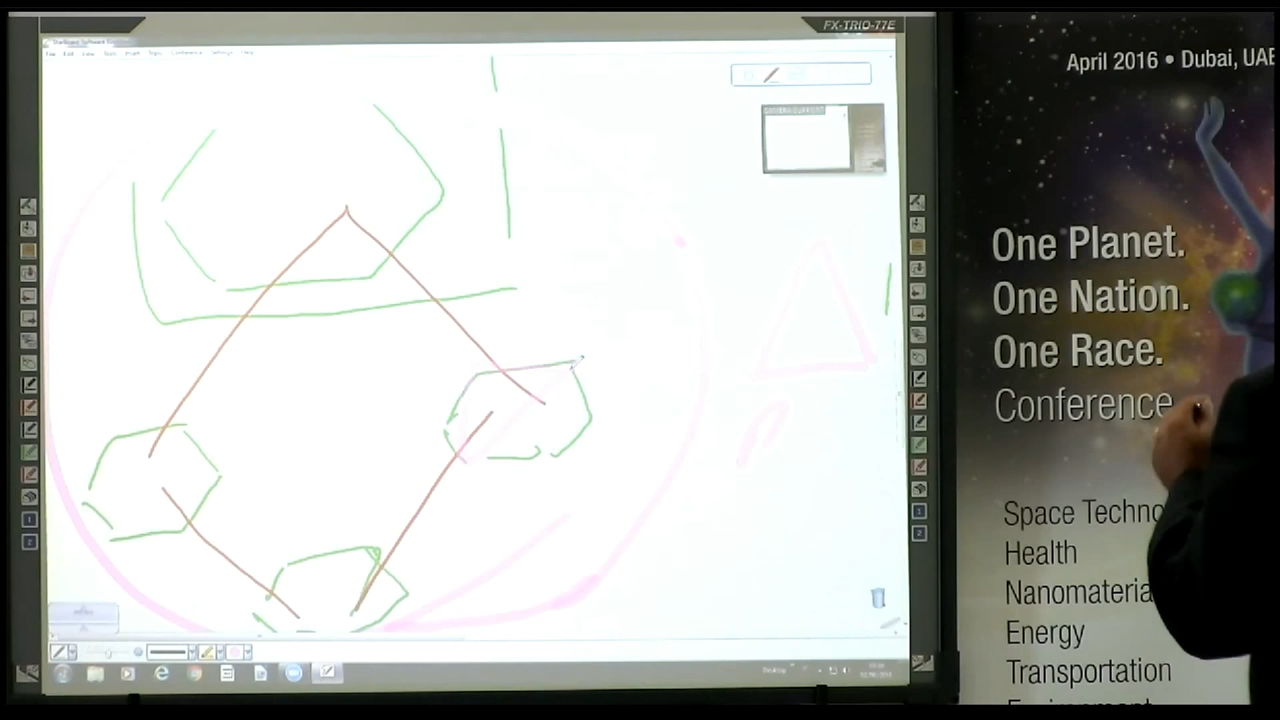 FX-TRIO-77E
April 2016 • Dubai, UAE
One Planet.
One Nation.
One Race.
Conference
Space Techno
Health
Nanomateria
Energy
Transportation